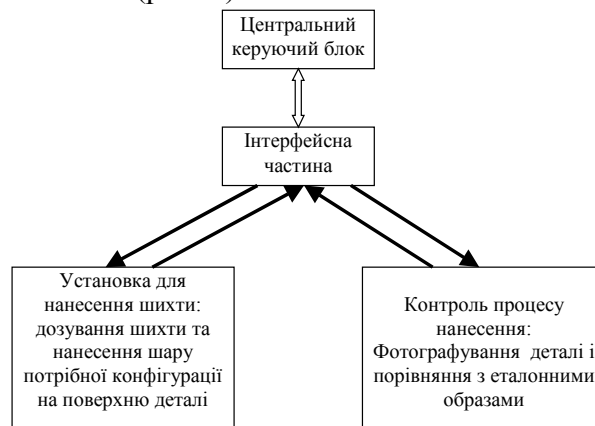 Центральний
керуючий блок
Інтерфейсна
частина
Установка для
нанесення шихти:
дозування шихти та
нанесення шару
потрібної конфігурації
на поверхню деталі
Контроль процесу
нанесення:
Фотографування деталі і
порівняння з еталонними
образами